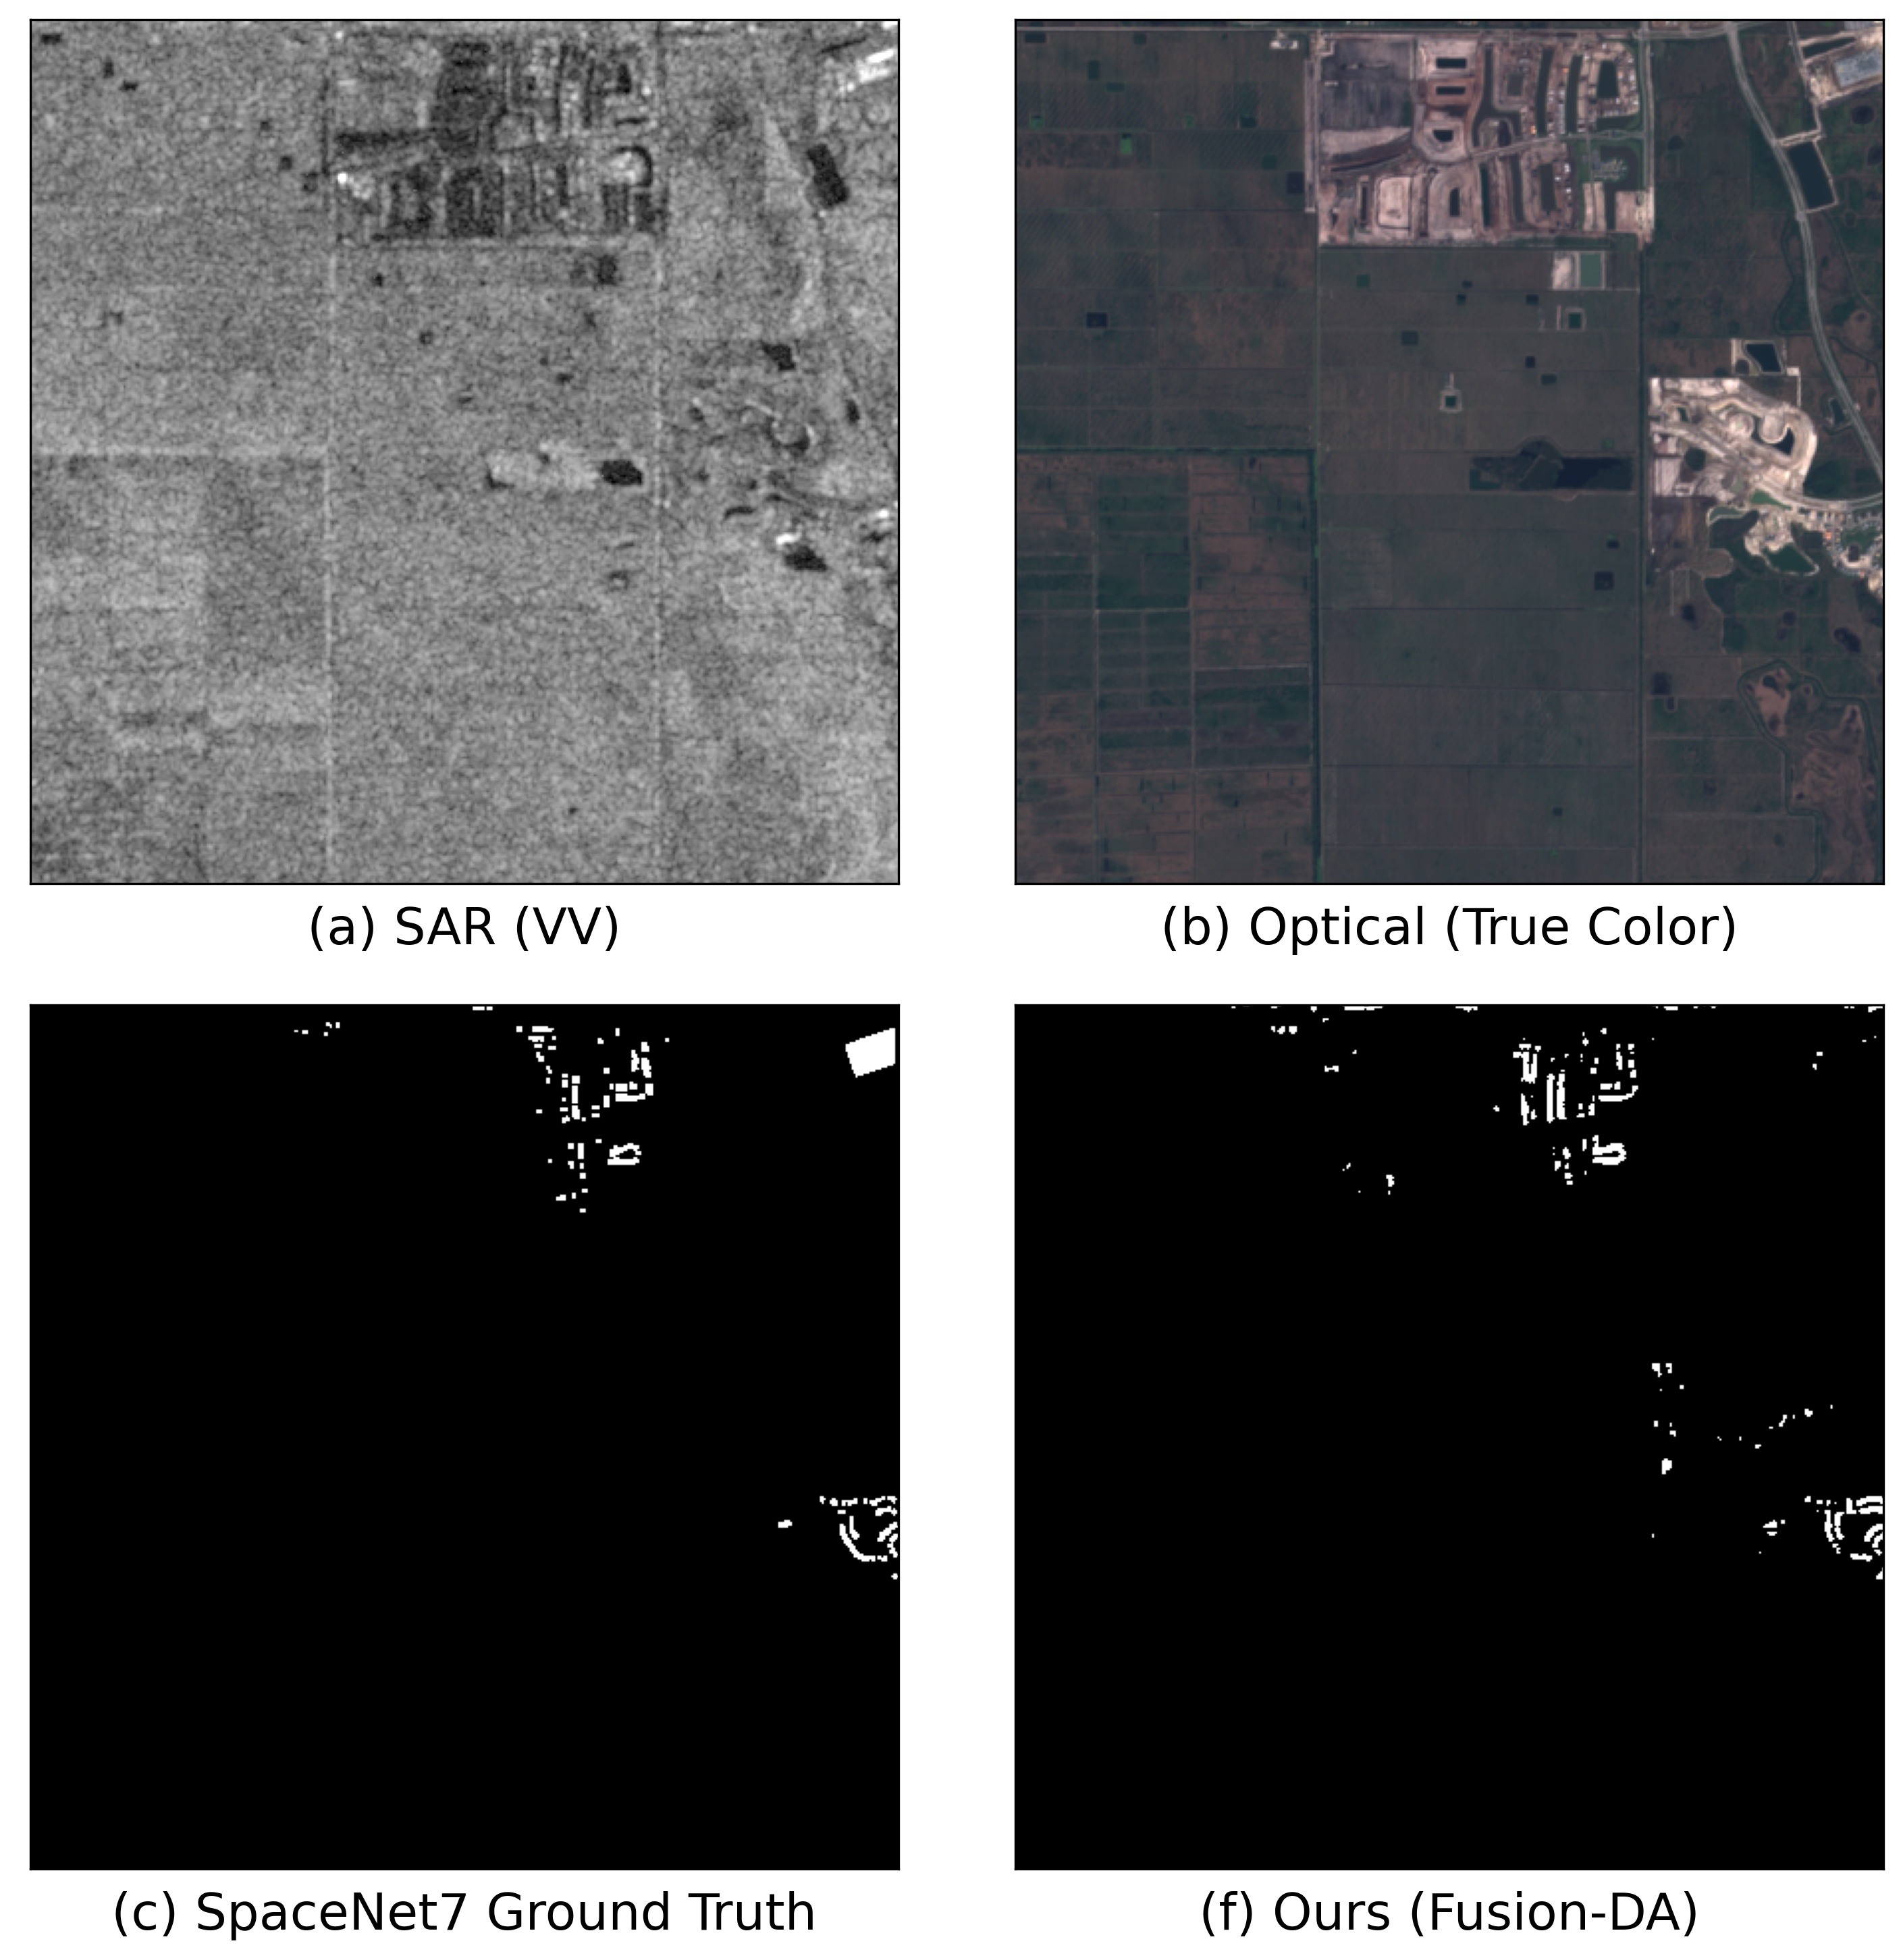 (a) SAR (VV)
(b) Optical (True Color)
(c) SpaceNet7 Ground Truth
(f) Ours (Fusion-DA)